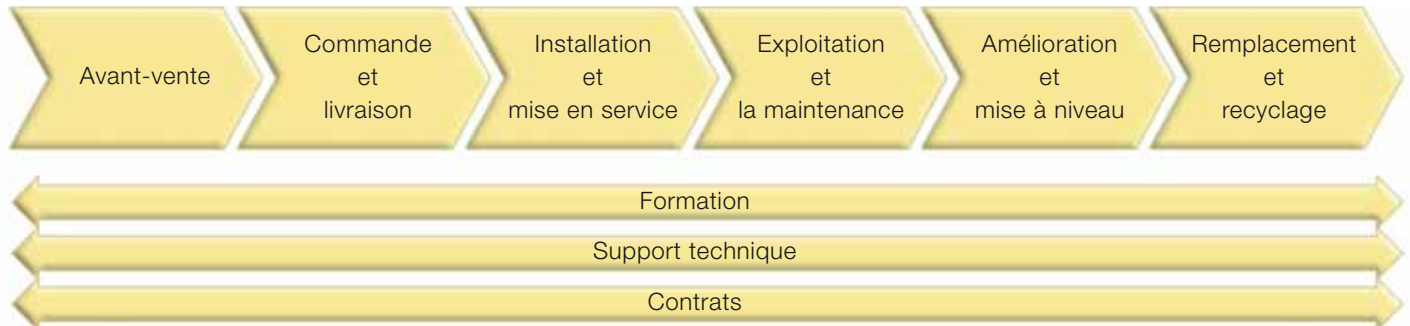 Avant-vente
Commande
et
livraison
Installation
et
mise en service
Exploitation
et
la maintenance
Amélioration
et
mise à niveau
Remplacement
et
recyclage
Formation
Support technique
Contrats